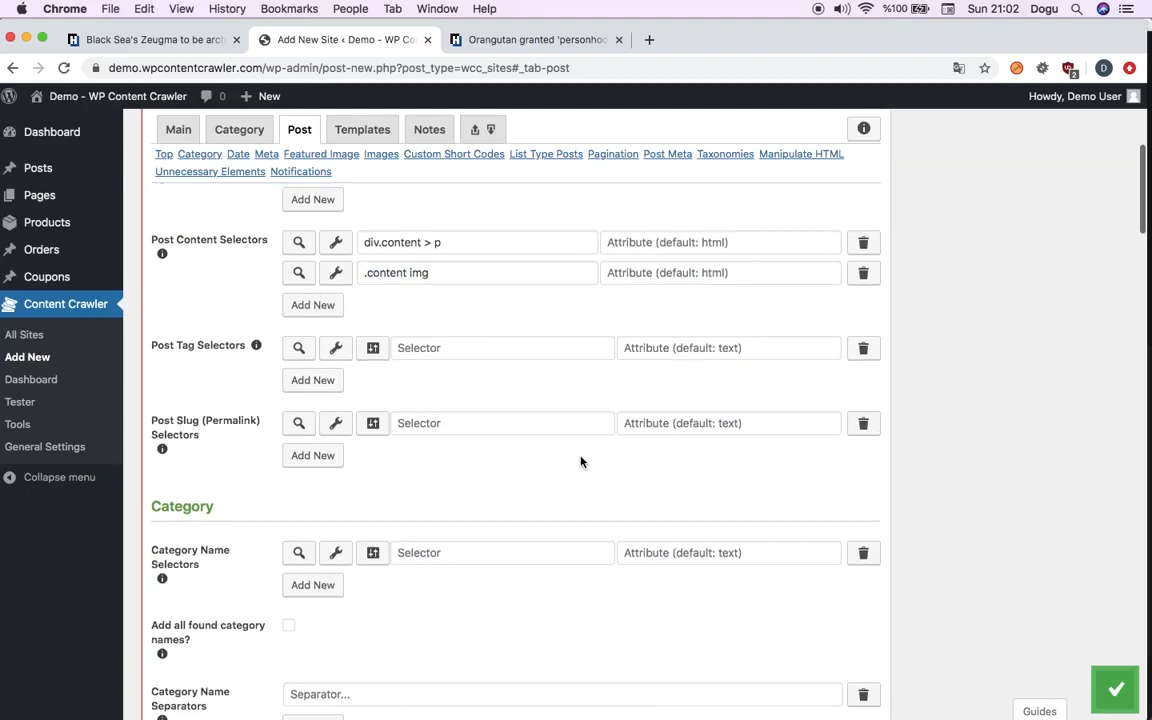 Chrome File Edit View History Bookmarks People Tab Window Help %100 Sun 21:02 Dogu
Black Sea's Zeugma to be arch Add New Site ‹ Demo - WP Co Orangutan granted 'personhoo
demo.wpcontentcrawler.com/wp-admin/post-new.php?post_type=wcc_sites#_tab-post 2 D
Demo - WP Content Crawler 0 New Howdy, Demo User
Dashboard
Posts
Pages
Products
Orders
Coupons
Content Crawler
All Sites
Add New
Dashboard
Tester
Tools
General Settings
Collapse menu
Main Category Post Templates Notes
Top Category Date Meta Featured Image Images Custom Short Codes List Type Posts Pagination Post Meta Taxonomies Manipulate HTML
Unnecessary Elements Notifications
Add New
Post Content Selectors div.content > p Attribute (default: html)
.content img Attribute (default: html)
Add New
Post Tag Selectors Selector Attribute (default: text)
Add New
Post Slug (Permalink) Selector Attribute (default: text)
Selectors
Add New
Category
Category Name Selector Attribute (default: text)
Selectors
Add New
Add all found category
names?
Category Name Separator...
Separators
Guides